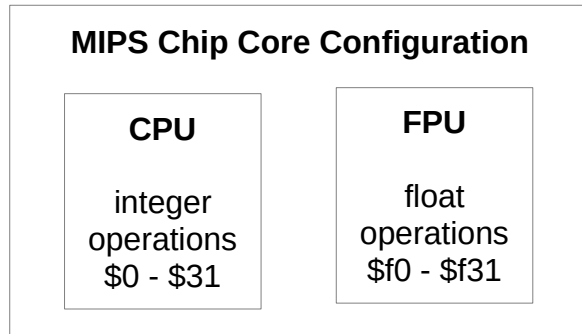 MIPS Chip Core Configuration
CPU
integer
operations
$0 - $31
FPU
float
operations
$f0 - $f31